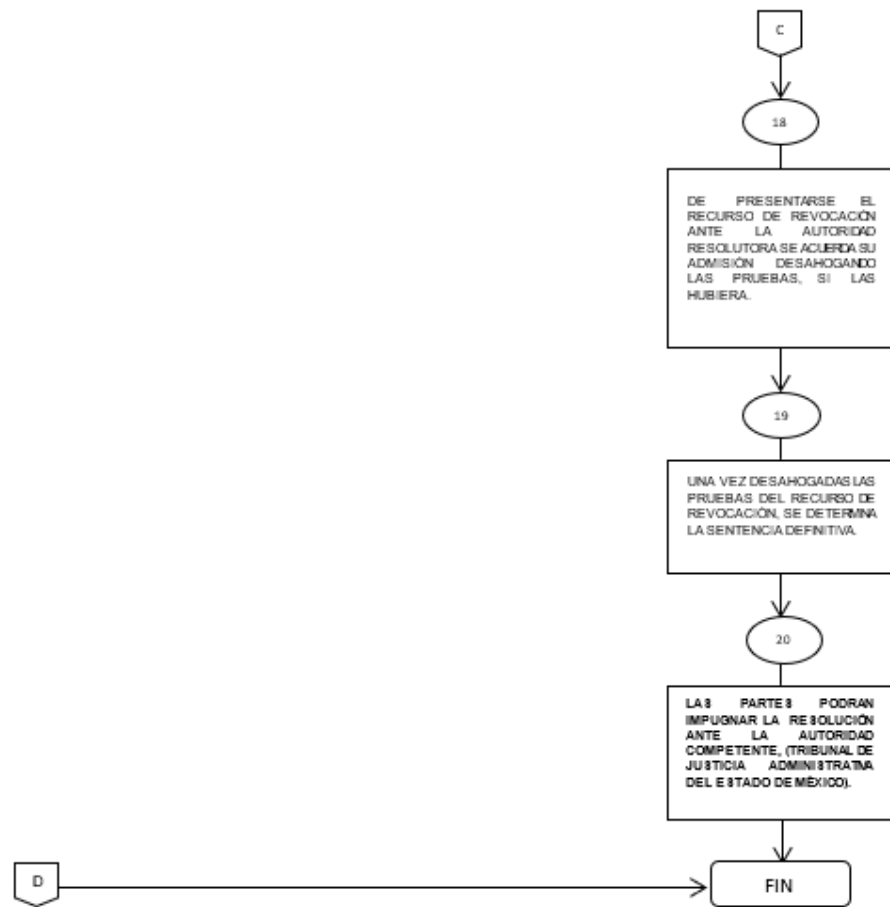 C
18
DE PRESENTARSE EL
RECURSO DE REVOCACIÓN
ANTE LA AUTORIDAD
RESOLUTORA SE ACUERDA SU
ADMISIÓN DESAHOGANDO
LAS PRUEBAS, SI LAS
HUBIERA.
19
UNA VEZ DESAHOGADAS LAS
PRUEBAS DEL RECURSO DE
REVOCACIÓN, SE DETERMINA
LA SENTENCIA DEFINITIVA.
20
LAS PARTES PODRAN
IMPUGNAR LA RESOLUCIÓN
ANTE LA AUTORIDAD
COMPETENTE, (TRIBUNAL DE
JUSTICIA ADMINISTRATIVA
DEL ESTADO DE MÉXICO).
D
FIN